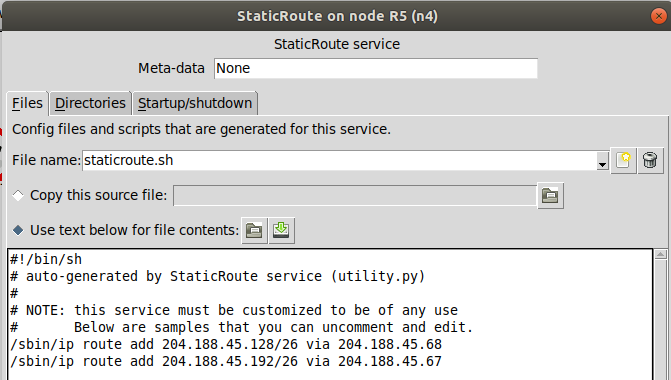 StaticRoute on node R5 (n4)
StaticRoute service
Meta-data None
Files Directories Startup/shutdown
Config files and scripts that are generated for this service.
File name: staticroute.sh
Copy this source file:
Use text below for file contents:
#!/bin/sh
# auto-generated by StaticRoute service (utility.py)
#
# NOTE: this service must be customized to be of any use
#       Below are samples that you can uncomment and edit.
/sbin/ip route add 204.188.45.128/26 via 204.188.45.68
/sbin/ip route add 204.188.45.192/26 via 204.188.45.67